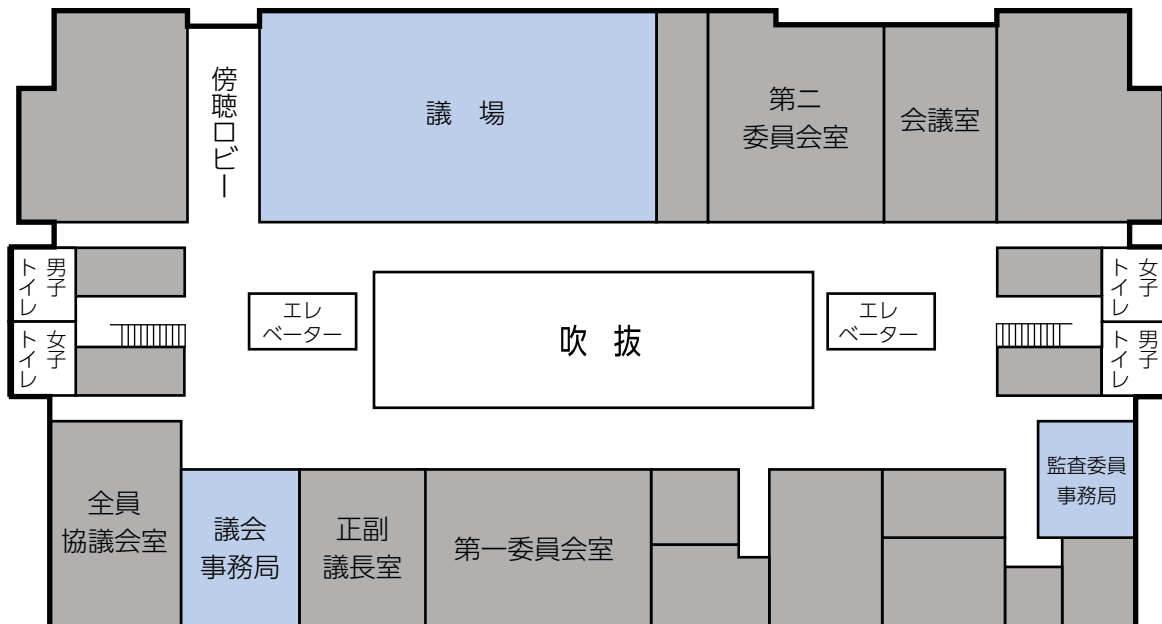 傍聴ロビー
議　場
第二
委員会室
会議室
男子
トイレ
女子
トイレ
エレ
ベーター
吹　抜
エレ
ベーター
女子
トイレ
男子
トイレ
全員
協議会室
議会
事務局
正副
議長室
第一委員会室
監査委員
事務局